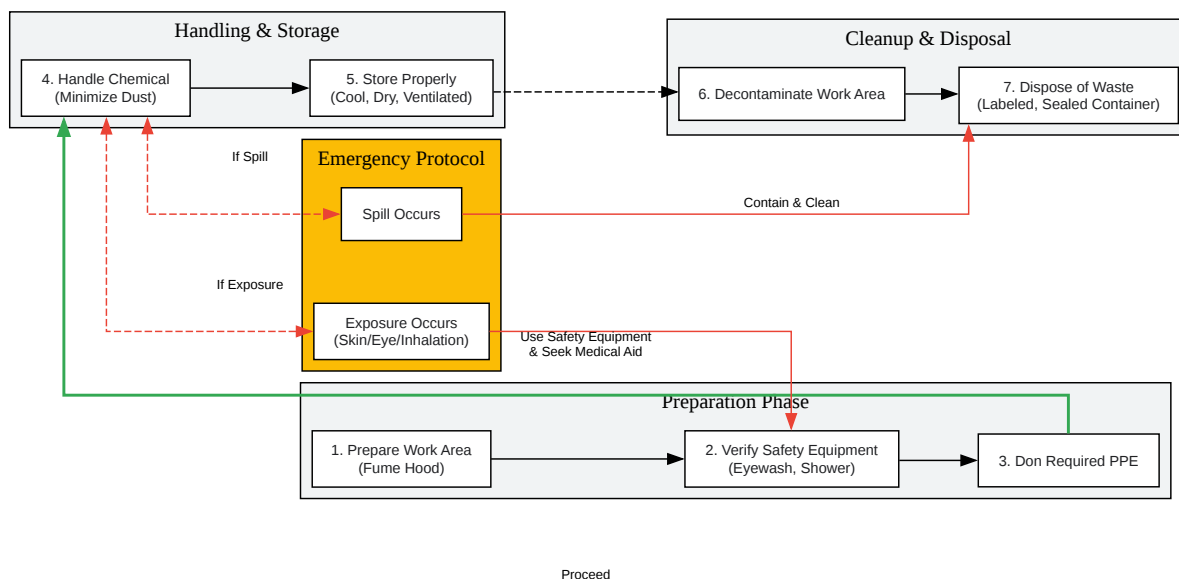 Handling & Storage
4. Handle Chemical
(Minimize Dust)
5. Store Properly
(Cool, Dry, Ventilated)
Cleanup & Disposal
6. Decontaminate Work Area
7. Dispose of Waste
(Labeled, Sealed Container)
If Spill
Emergency Protocol
Spill Occurs
Contain & Clean
If Exposure
Exposure Occurs
(Skin/Eye/Inhalation)
Use Safety Equipment
& Seek Medical Aid
Preparation Phase
1. Prepare Work Area
(Fume Hood)
2. Verify Safety Equipment
(Eyewash, Shower)
3. Don Required PPE
Proceed